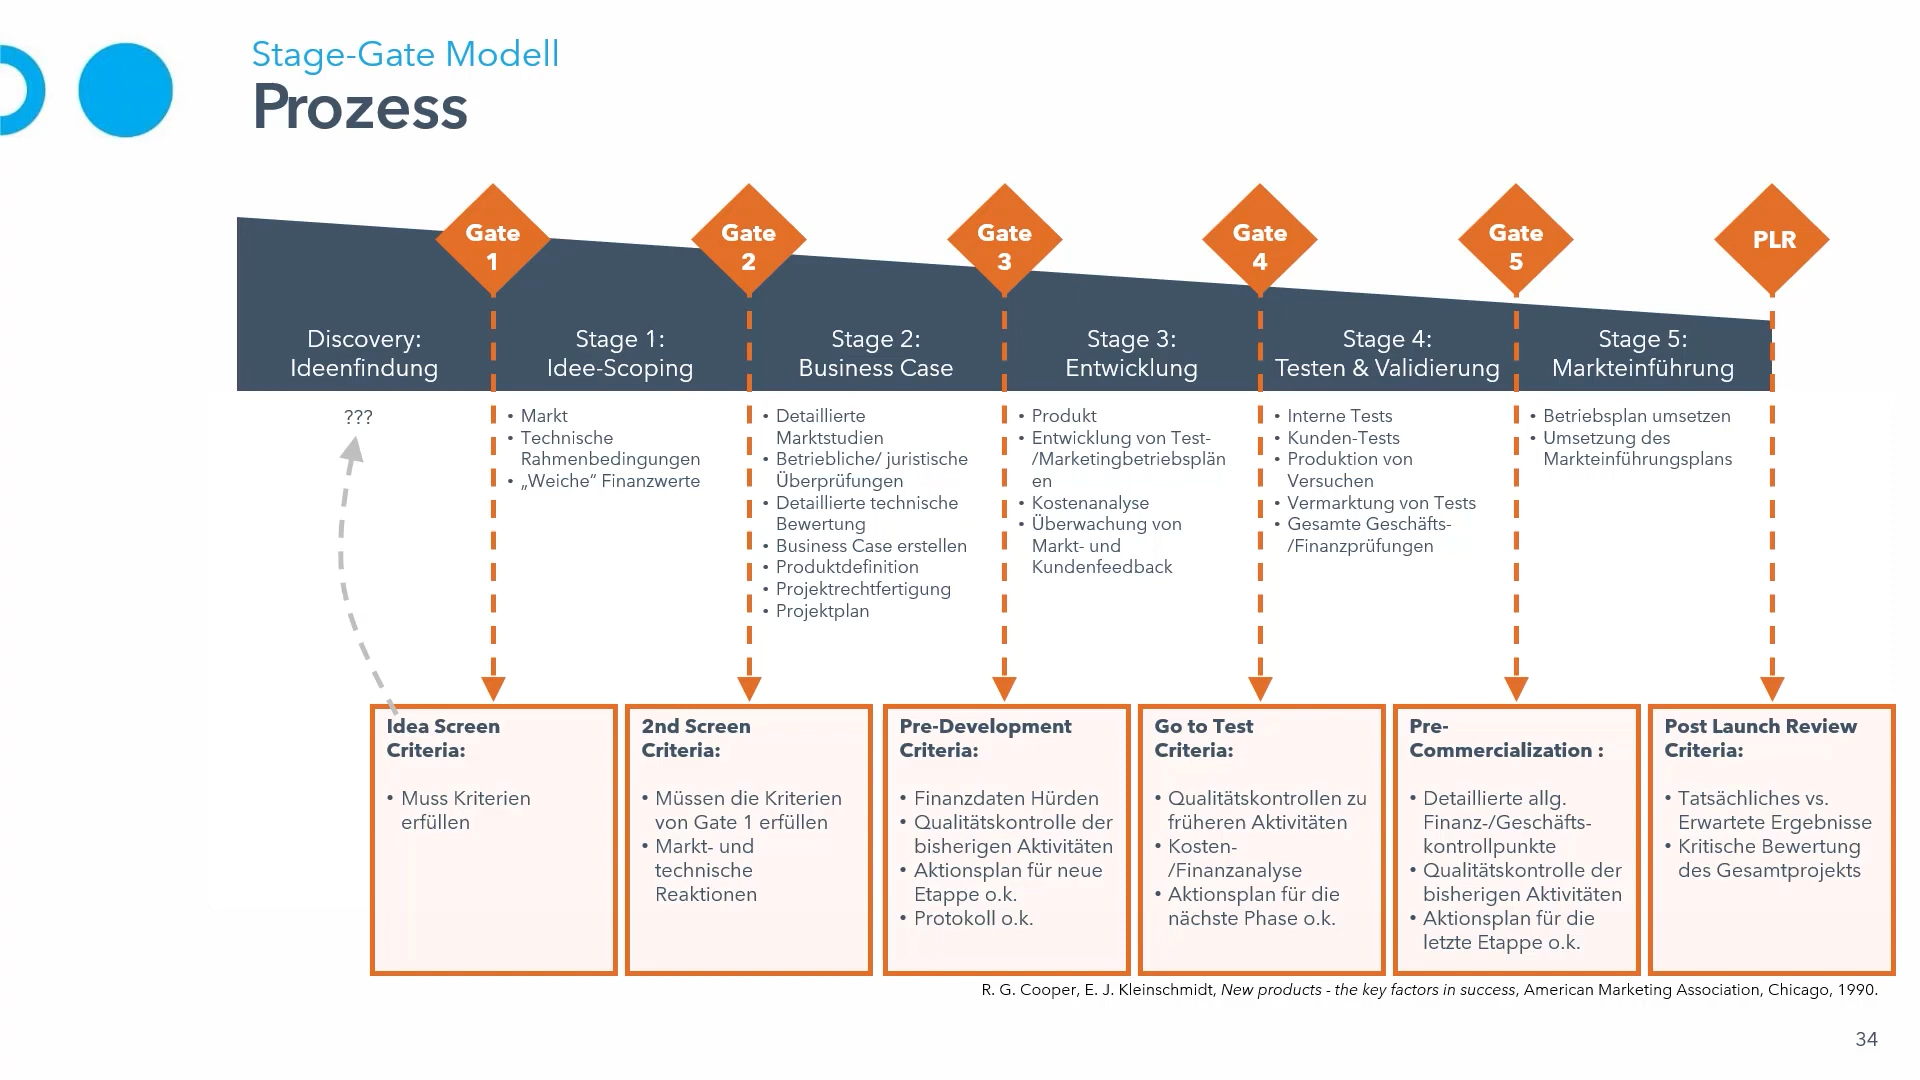 Stage-Gate Modell
Prozess
Gate
1
Gate
2
Gate
3
Gate
4
Gate
5
PLR
Discovery:
Ideenfindung
Stage 1:
Idee-Scoping
Stage 2:
Business Case
Stage 3:
Entwicklung
Stage 4:
Testen & Validierung
Stage 5:
Markteinführung
???
• Markt
• Technische
Rahmenbedingungen
• „Weiche“ Finanzwerte
• Detaillierte
Marktstudien
• Betriebliche/ juristische
Überprüfungen
• Detaillierte technische
Bewertung
• Business Case erstellen
• Produktdefinition
• Projektrechtfertigung
• Projektplan
• Produkt
• Entwicklung von Test-
/Marketingbetriebsplän
en
• Kostenanalyse
• Überwachung von
Markt- und
Kundenfeedback
• Interne Tests
• Kunden-Tests
• Produktion von
Versuchen
• Vermarktung von Tests
• Gesamte Geschäfts-
/Finanzprüfungen
• Betriebsplan umsetzen
• Umsetzung des
Markteinführungsplans
Idea Screen
Criteria:
• Muss Kriterien
erfüllen
2nd Screen
Criteria:
• Müssen die Kriterien
von Gate 1 erfüllen
• Markt- und
technische
Reaktionen
Pre-Development
Criteria:
• Finanzdaten Hürden
• Qualitätskontrolle der
bisherigen Aktivitäten
• Aktionsplan für neue
Etappe o.k.
• Protokoll o.k.
Go to Test
Criteria:
• Qualitätskontrollen zu
früheren Aktivitäten
• Kosten-
/Finanzanalyse
• Aktionsplan für die
nächste Phase o.k.
Pre-
Commercialization :
• Detaillierte allg.
Finanz-/Geschäfts-
kontrollpunkte
• Qualitätskontrolle der
bisherigen Aktivitäten
• Aktionsplan für die
letzte Etappe o.k.
Post Launch Review
Criteria:
• Tatsächliches vs.
Erwartete Ergebnisse
• Kritische Bewertung
des Gesamtprojekts
R. G. Cooper, E. J. Kleinschmidt, New products - the key factors in success, American Marketing Association, Chicago, 1990.
34